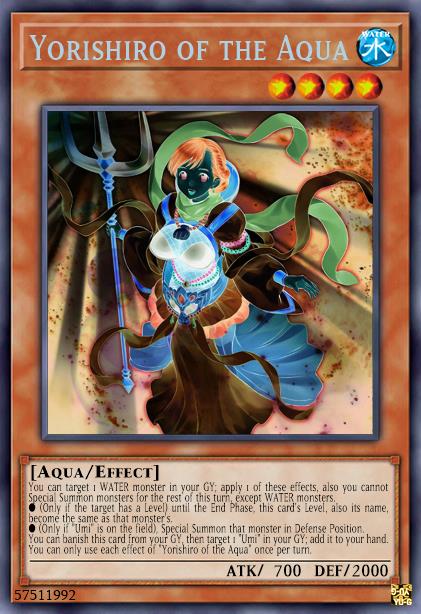 Yorishiro of the Aqua
WATER
水
[Aqua/Effect]
You can target 1 WATER monster in your GY; apply 1 of these effects, also you cannot
Special Summon monsters for the rest of this turn, except WATER monsters.
● (Only if the target has a Level) until the End Phase, this card's Level, also its name,
become the same as that monster's.
● (Only if "Umi" is on the field), Special Summon that monster in Defense Position.
You can banish this card from your GY, then target 1 "Umi" in your GY; add it to your hand.
You can only use each effect of "Yorishiro of the Aqua" once per turn.
ATK/ 700 DEF/2000
57511992